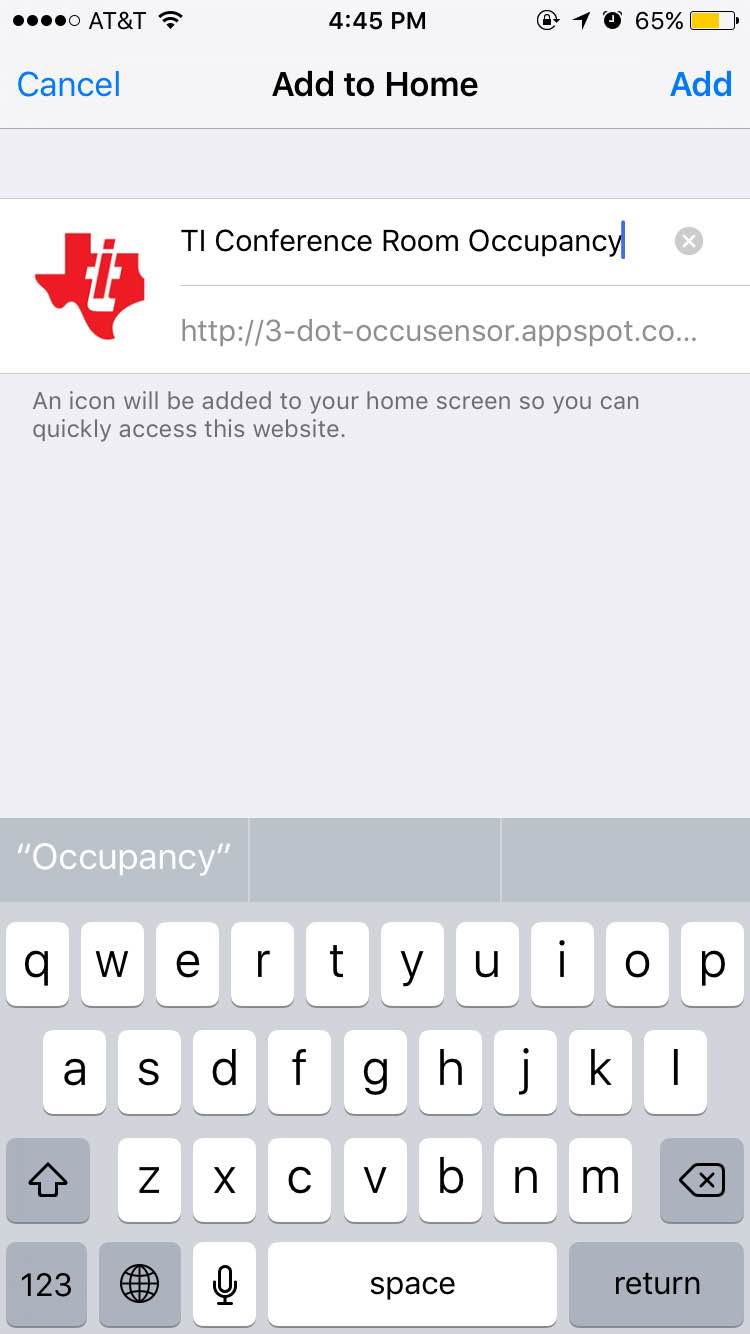 AT&T 4:45 PM 65%
Cancel Add to Home Add
TI Conference Room Occupancy
http://3-dot-occusensor.appspot.co...
An icon will be added to your home screen so you can
quickly access this website.
“Occupancy”
q w e r t y u i o p
a s d f g h j k l
z x c v b n m
123 space return